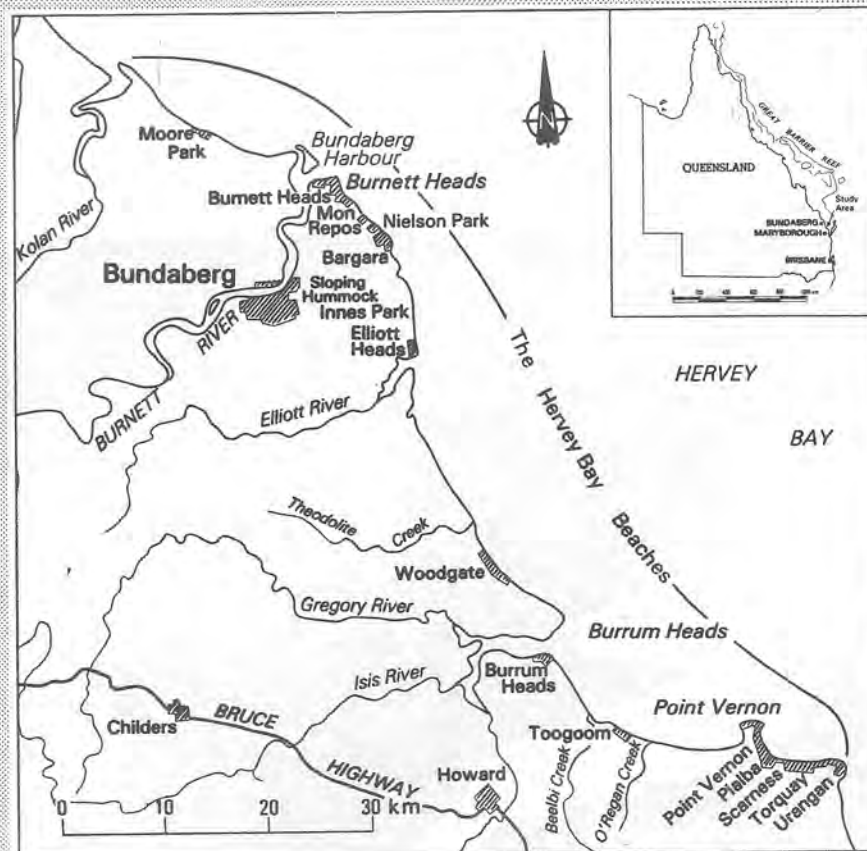 Moore
Park
Bundaberg
Harbour
Burnett Heads
Burnett Heads
Mon
Repos
Nielson Park
Bargara
Kolan River
Bundaberg
Sloping
Hummock
Innes Park
Elliott
Heads
BURNETT RIVER
Elliott River
Theodolite Creek
Woodgate
Gregory River
The Hervey Bay Beaches
HERVEY
BAY
Burrum Heads
Burrum
Heads
Isis River
Childers
BRUCE HIGHWAY
Howard
Toogoom
Beelbi Creek
O'Regan Creek
Point Vernon
Point Vernon
Pialba
Scarness
Torquay
Urangan
0 10 20 30 km
N
GREAT BARRIER REEF
QUEENSLAND
Study
Area
BUNDABERG
MARYBOROUGH
BRISBANE